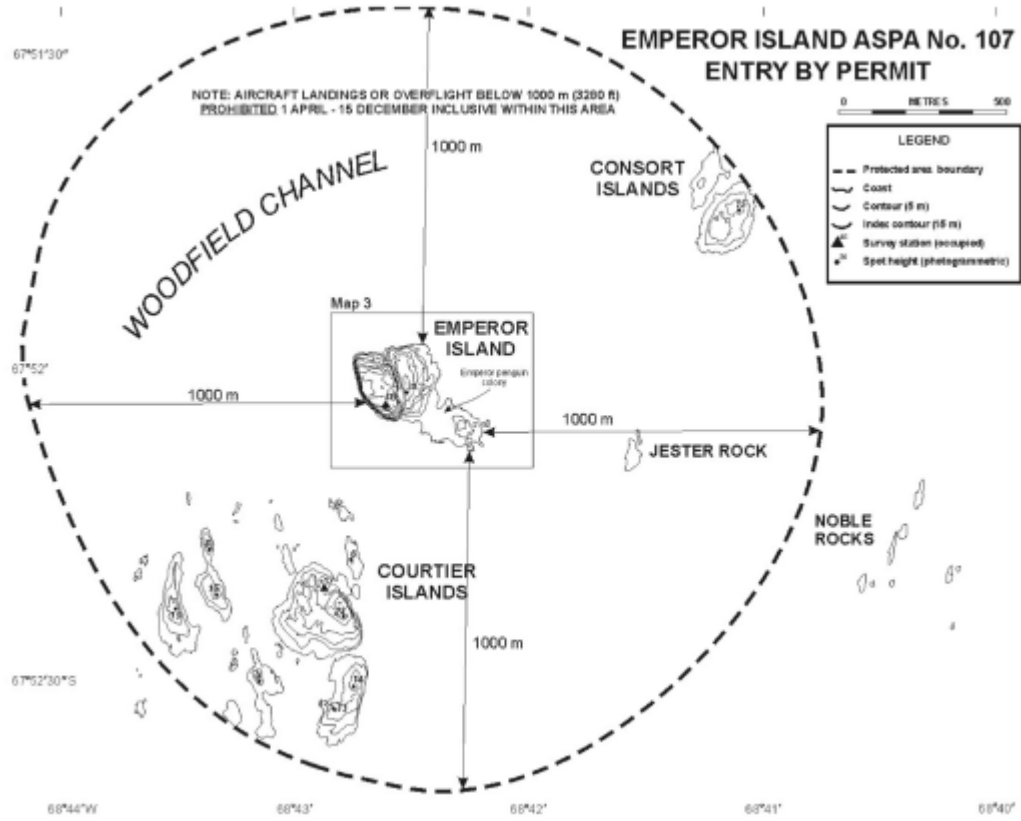 EMPEROR ISLAND ASPA No. 107
ENTRY BY PERMIT
67°51'30"
NOTE: AIRCRAFT LANDINGS OR OVERFLIGHT BELOW 1000 m (3280 ft)
PROHIBITED 1 APRIL - 15 DECEMBER INCLUSIVE WITHIN THIS AREA
0 METRES 500
LEGEND
Protected area boundary
Coast
Contour (5 m)
Index contour (15 m)
Survey station (occupied)
Spot height (photogrammetric)
1000 m
CONSORT
ISLANDS
WOODFIELD CHANNEL
Map 3
EMPEROR
ISLAND
67°52'
Emperor penguin
colony
1000 m
1000 m
JESTER ROCK
NOBLE
ROCKS
COURTIER
ISLANDS
1000 m
67°52'30"S
68°44'W
68°43'
68°42'
68°41'
68°40'